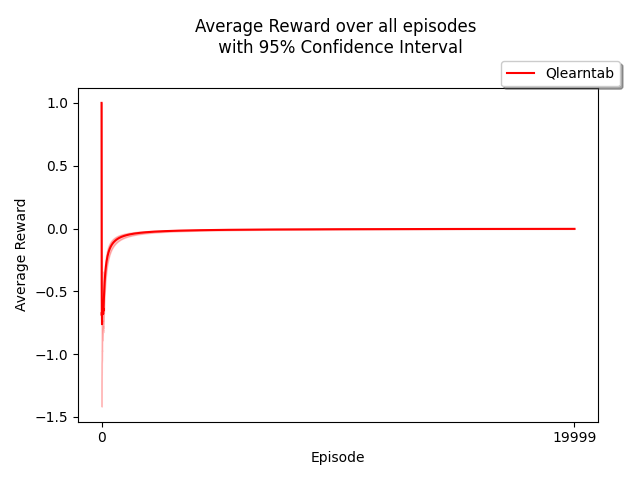 Average Reward over all episodes
with 95% Confidence Interval
Qlearntab
1.0
0.5
0.0
−0.5
−1.0
−1.5
Average Reward
0
19999
Episode